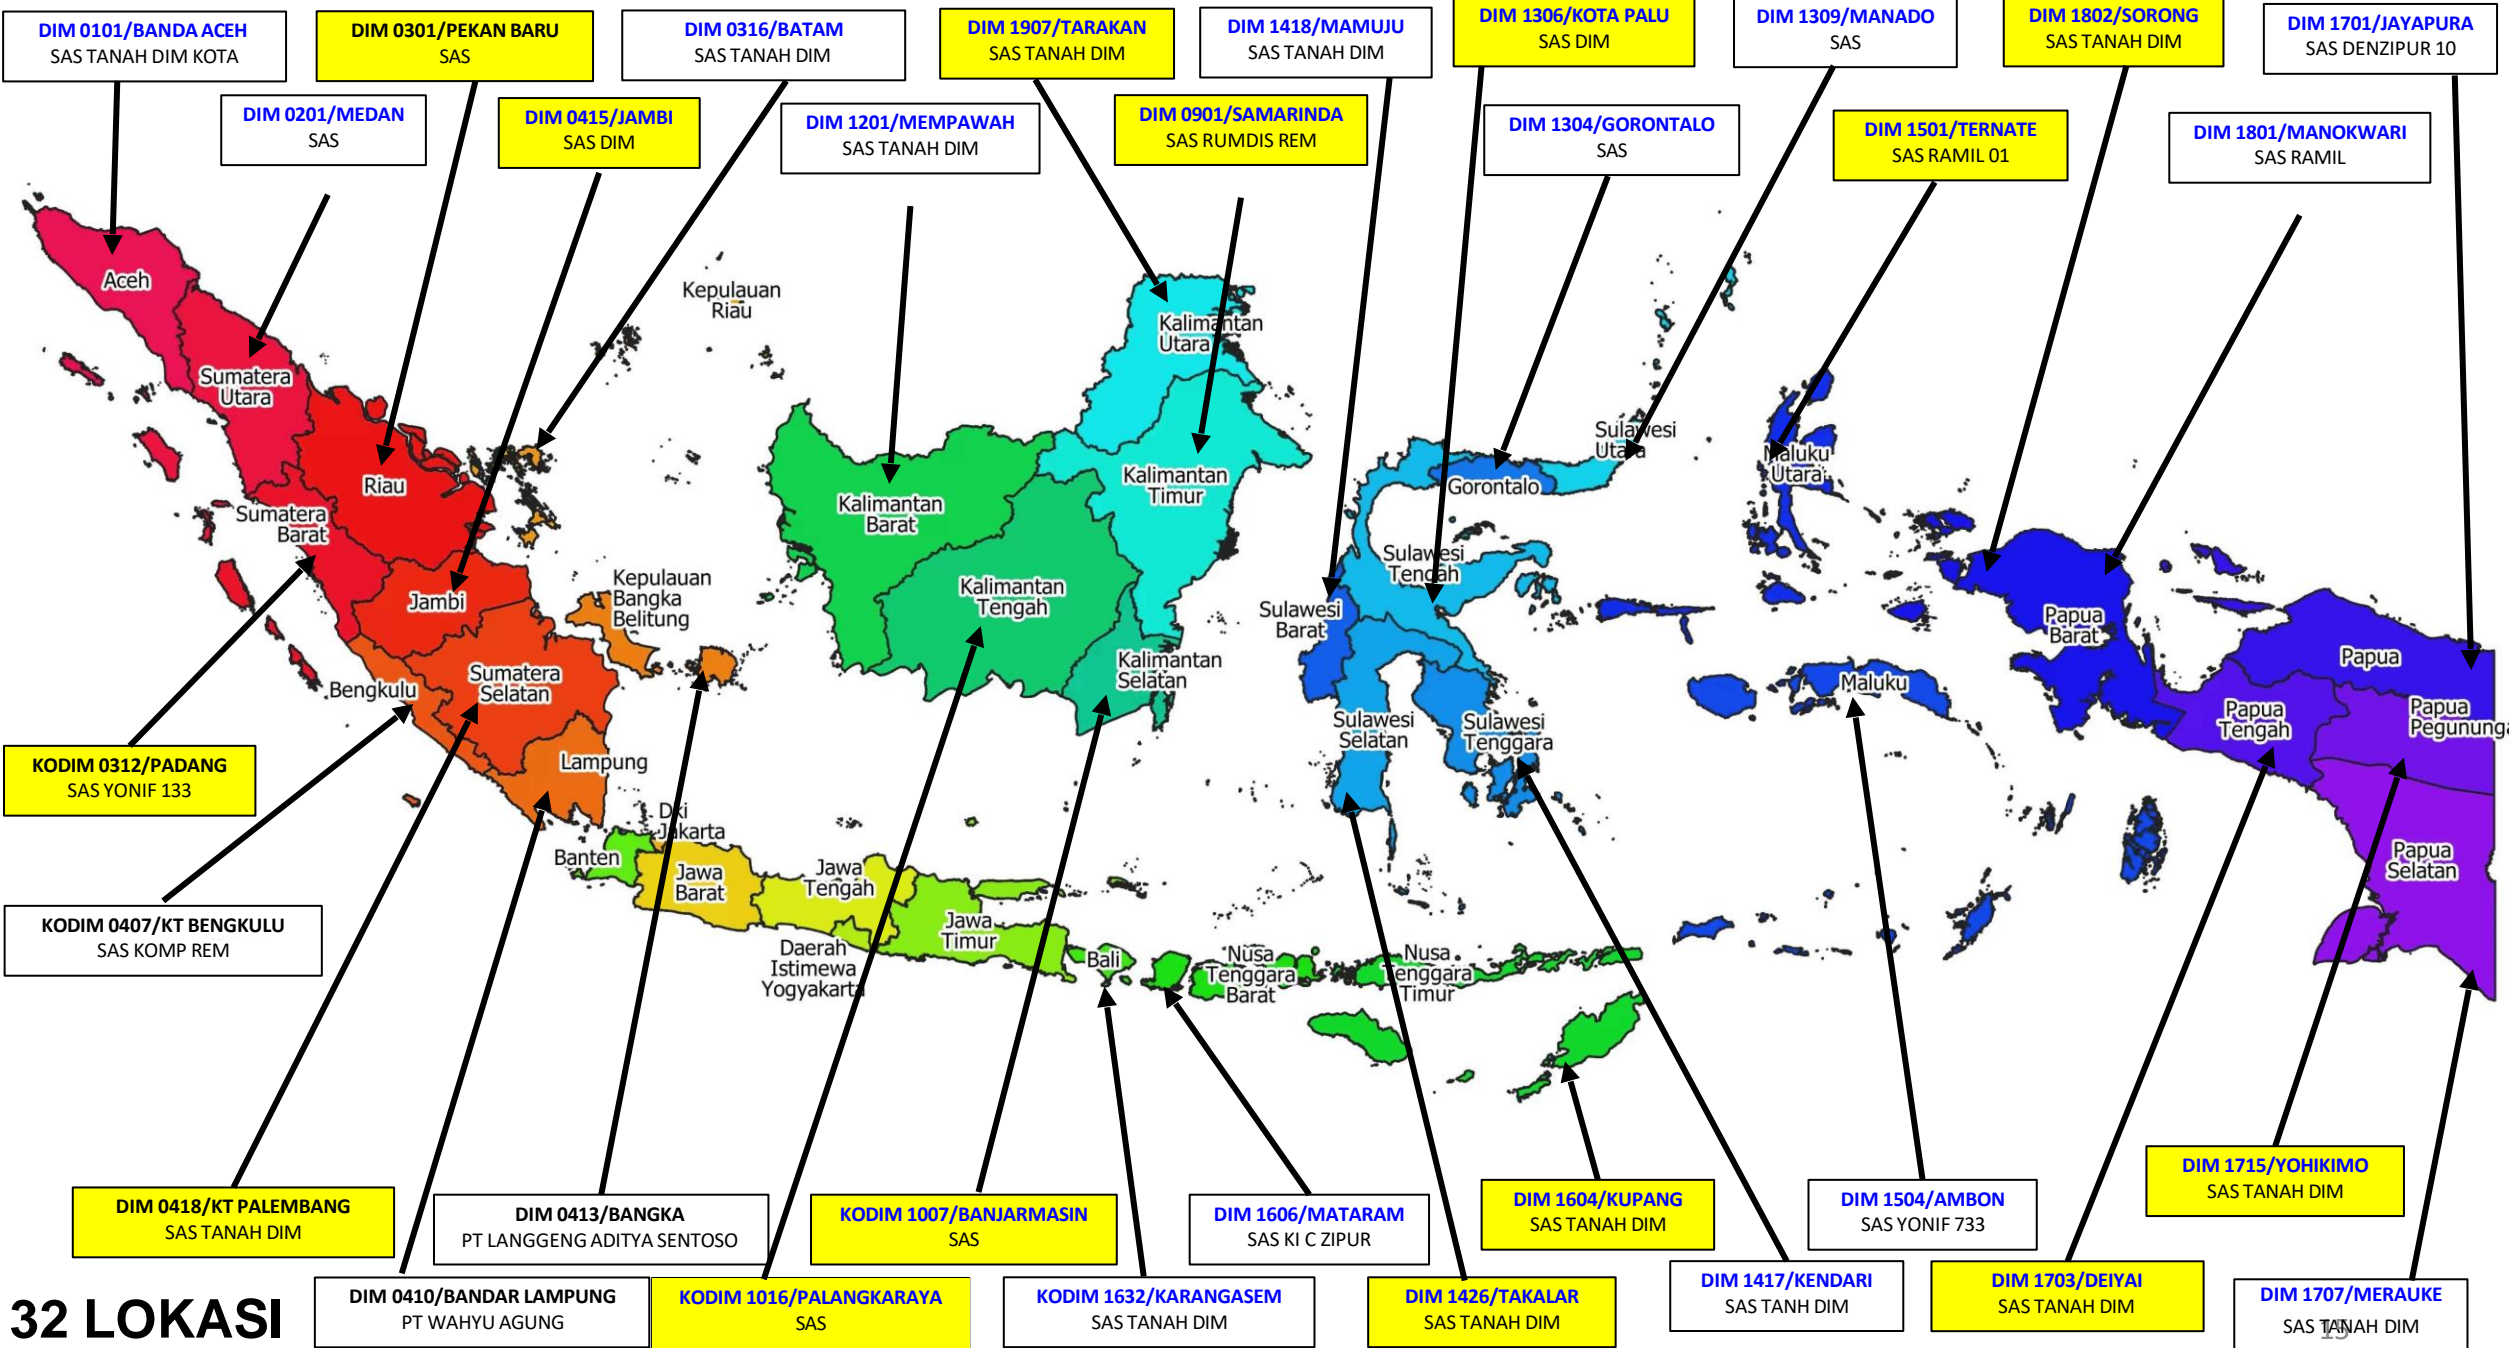 DIM 0101/BANDA ACEH
SAS TANAH DIM KOTA
DIM 0301/PEKAN BARU
SAS
DIM 0316/BATAM
SAS TANAH DIM
DIM 1907/TARAKAN
SAS TANAH DIM
DIM 1418/MAMUJU
SAS TANAH DIM
DIM 1306/KOTA PALU
SAS DIM
DIM 1309/MANADO
SAS
DIM 1802/SORONG
SAS TANAH DIM
DIM 1701/JAYAPURA
SAS DENZIPUR 10
DIM 0201/MEDAN
SAS
DIM 0415/JAMBI
SAS DIM
DIM 1201/MEMPAWAH
SAS TANAH DIM
DIM 0901/SAMARINDA
SAS RUMDIS REM
DIM 1304/GORONTALO
SAS
DIM 1501/TERNATE
SAS RAMIL 01
DIM 1801/MANOKWARI
SAS RAMIL
Aceh
Kepulauan
Riau
Kalimantan
Utara
Sumatera
Utara
Sulawesi
Utara
Maluku
Utara
Riau
Kalimantan
Barat
Kalimantan
Timur
Gorontalo
Sumatera
Barat
Sulawesi
Tengah
Kepulauan
Bangka
Belitung
Jambi
Kalimantan
Tengah
Sulawesi
Barat
Papua
Barat
Papua
Sumatera
Selatan
Bengkulu
Kalimantan
Selatan
Maluku
Papua
Tengah
Papua
Pegununga
Sulawesi
Selatan
Sulawesi
Tenggara
Lampung
KODIM 0312/PADANG
SAS YONIF 133
Dki
Jakarta
Banten
Jawa
Barat
Jawa
Tengah
Papua
Selatan
Jawa
Timur
KODIM 0407/KT BENGKULU
SAS KOMP REM
Daerah
Istimewa
Yogyakarta
Bali
Nusa
Tenggara
Barat
Nusa
Tenggara
Timur
DIM 0418/KT PALEMBANG
SAS TANAH DIM
DIM 0413/BANGKA
PT LANGGENG ADITYA SENTOSO
KODIM 1007/BANJARMASIN
SAS
DIM 1606/MATARAM
SAS KI C ZIPUR
DIM 1604/KUPANG
SAS TANAH DIM
DIM 1504/AMBON
SAS YONIF 733
DIM 1715/YOHIKIMO
SAS TANAH DIM
32 LOKASI
DIM 0410/BANDAR LAMPUNG
PT WAHYU AGUNG
KODIM 1016/PALANGKARAYA
SAS
KODIM 1632/KARANGASEM
SAS TANAH DIM
DIM 1426/TAKALAR
SAS TANAH DIM
DIM 1417/KENDARI
SAS TANH DIM
DIM 1703/DEIYAI
SAS TANAH DIM
DIM 1707/MERAUKE
SAS TANAH DIM
15